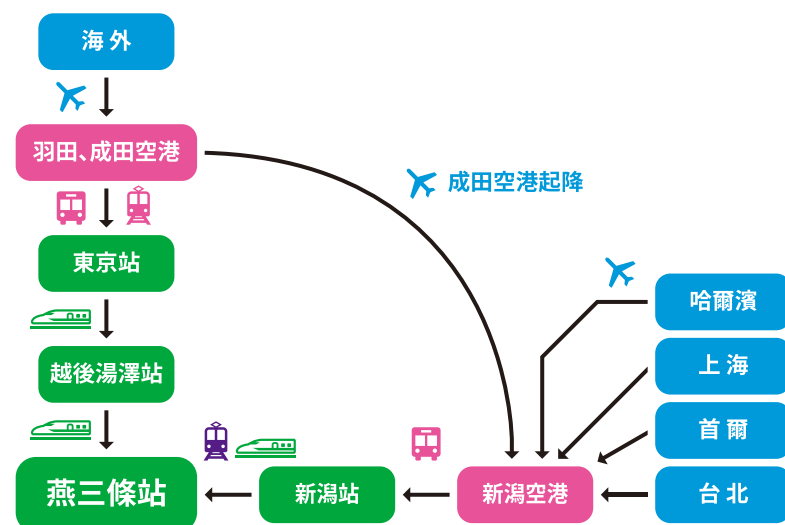 海外
羽田、成田空港
成田空港起降
東京站
哈爾濱
上海
越後湯澤站
首爾
燕三條站
新潟站
新潟空港
台北